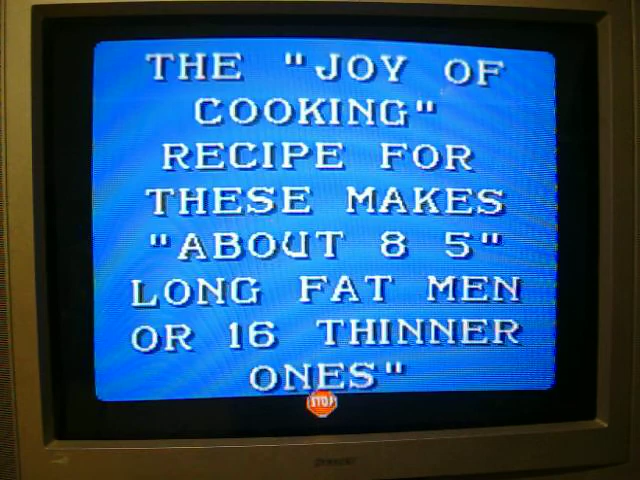 THE "JOY OF
COOKING"
RECIPE FOR
THESE MAKES
"ABOUT 8 5"
LONG FAT MEN
OR 16 THINNER
ONES"
STOP